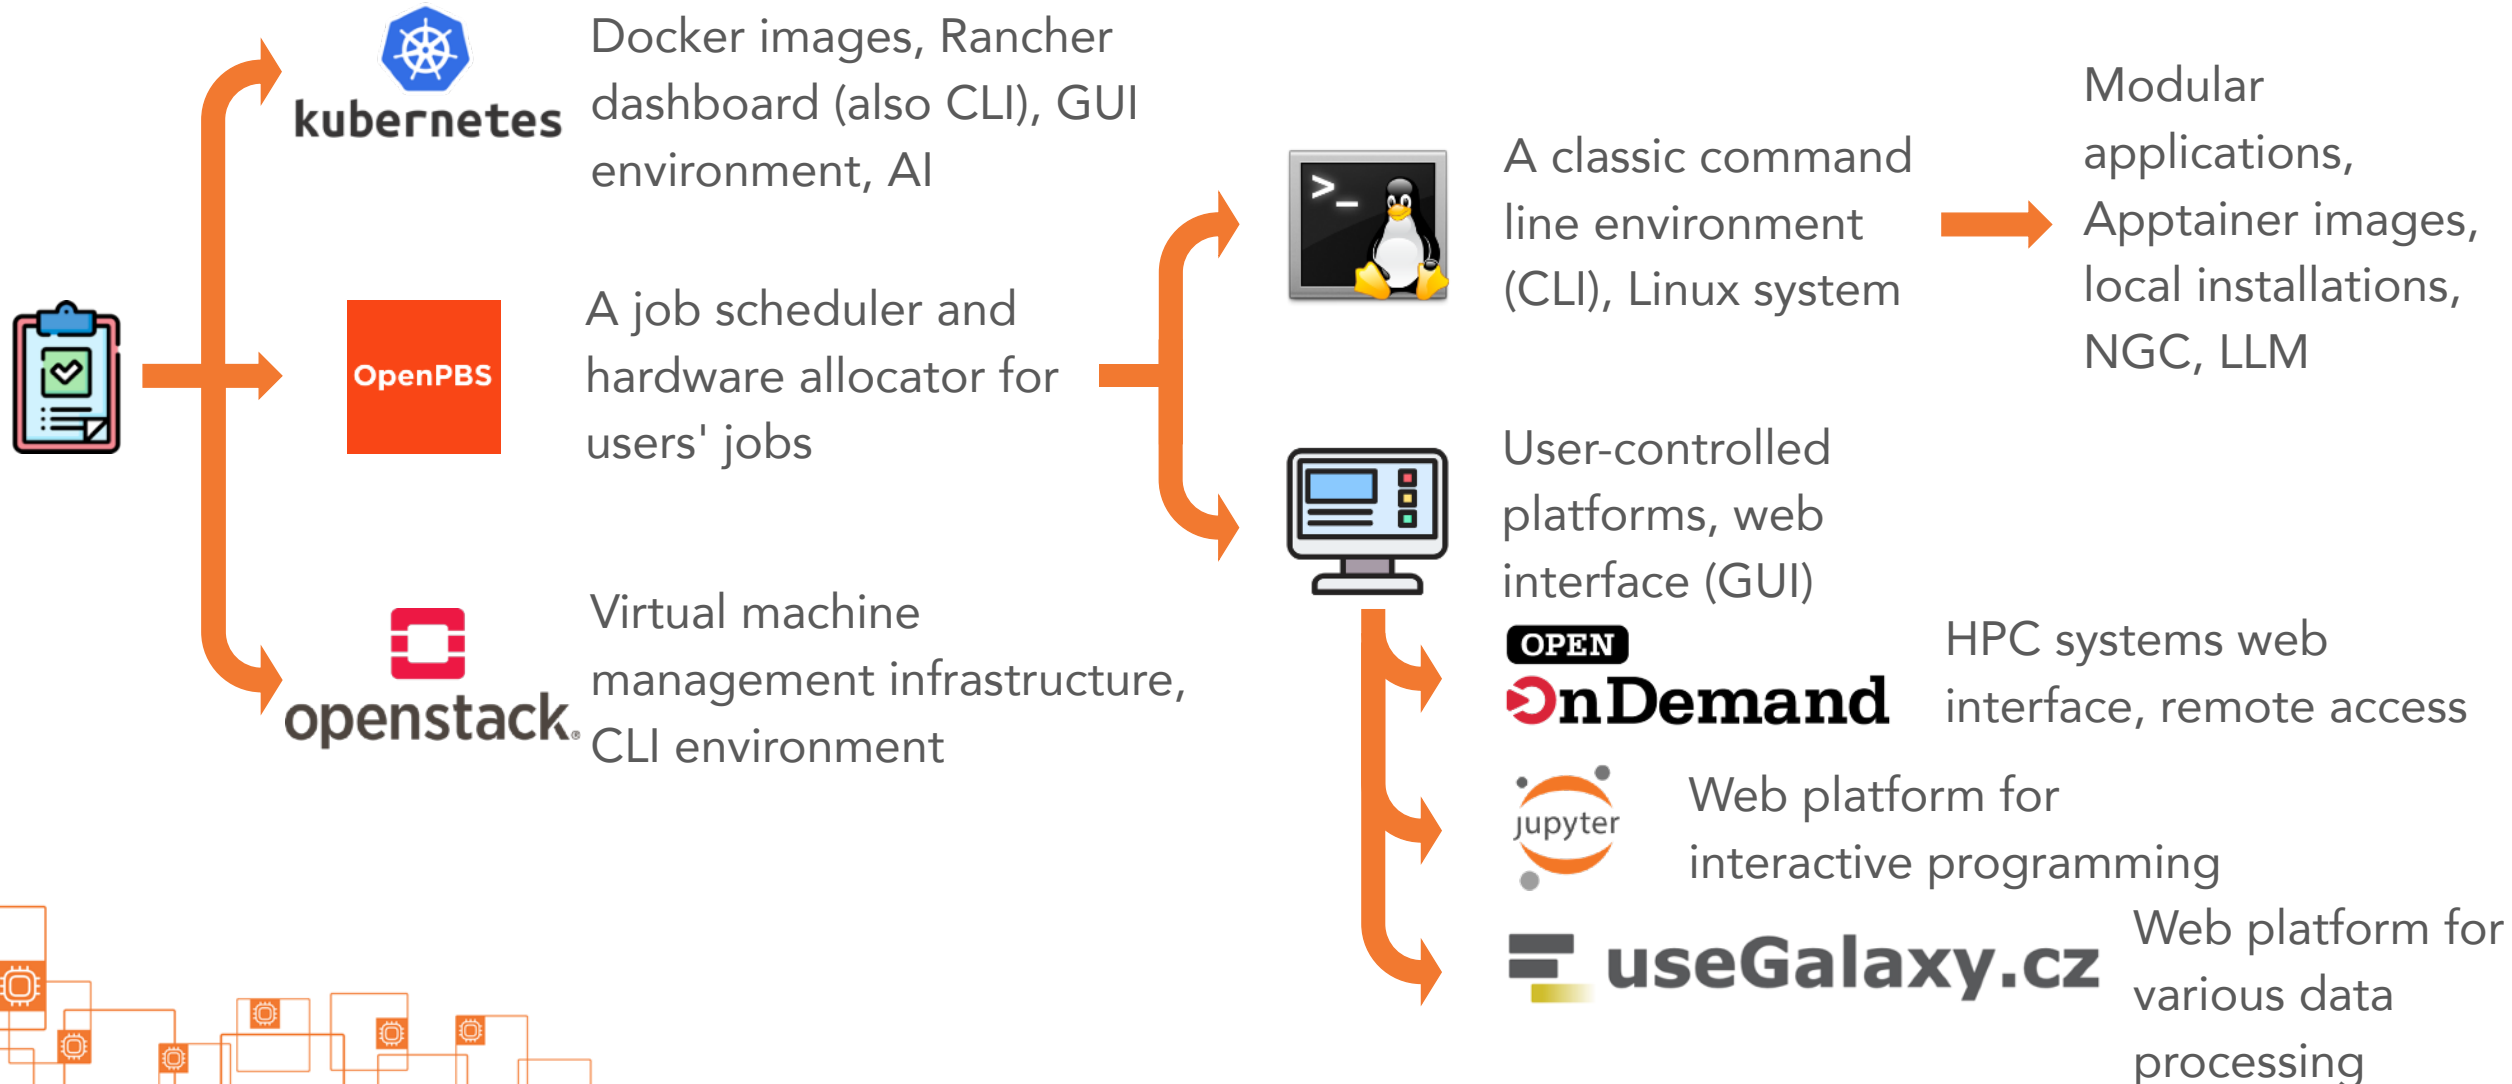 kubernetes
Docker images, Rancher
dashboard (also CLI), GUI
environment, AI
OpenPBS
A job scheduler and
hardware allocator for
users' jobs
openstack.
Virtual machine
management infrastructure,
CLI environment
>_
A classic command
line environment
(CLI), Linux system
Modular
applications,
Apptainer images,
local installations,
NGC, LLM
User-controlled
platforms, web
interface (GUI)
OPEN
OnDemand
HPC systems web
interface, remote access
jupyter
Web platform for
interactive programming
useGalaxy.cz
Web platform for
various data
processing